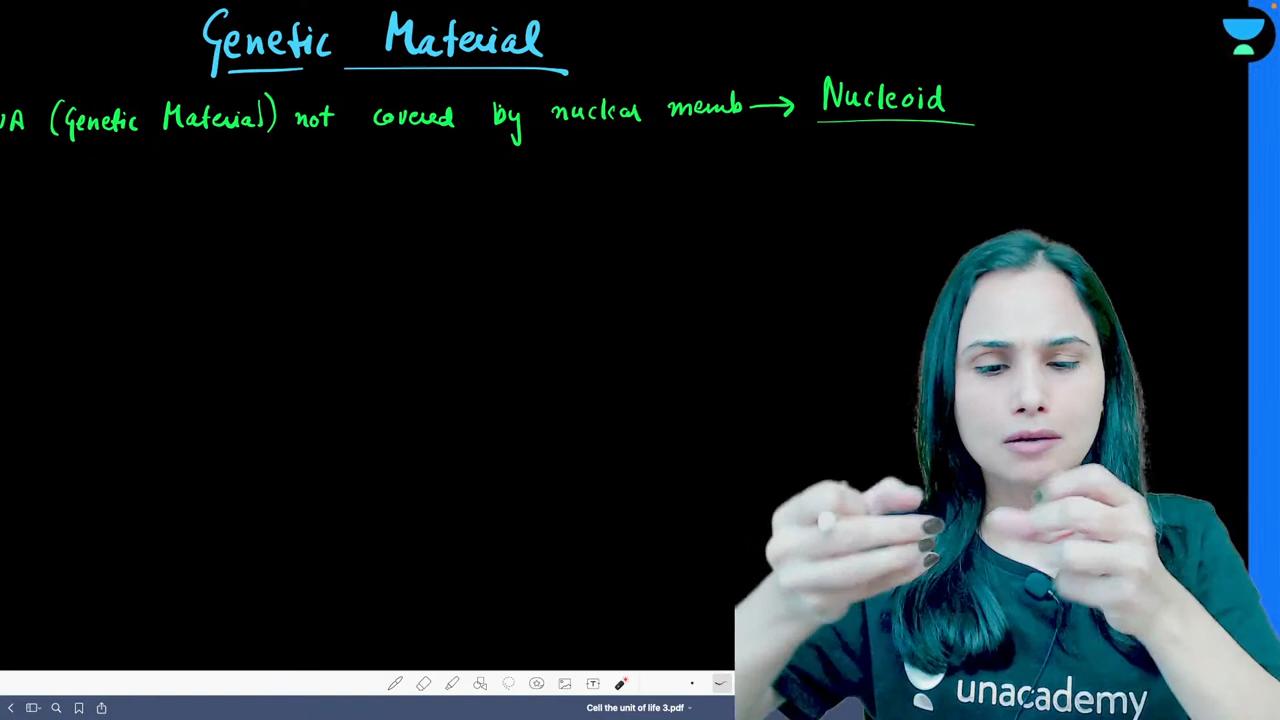 Genetic Material
(Genetic Material) not covered by nuclear memb → Nucleoid
unacademy
Cell the unit of life 3.pdf